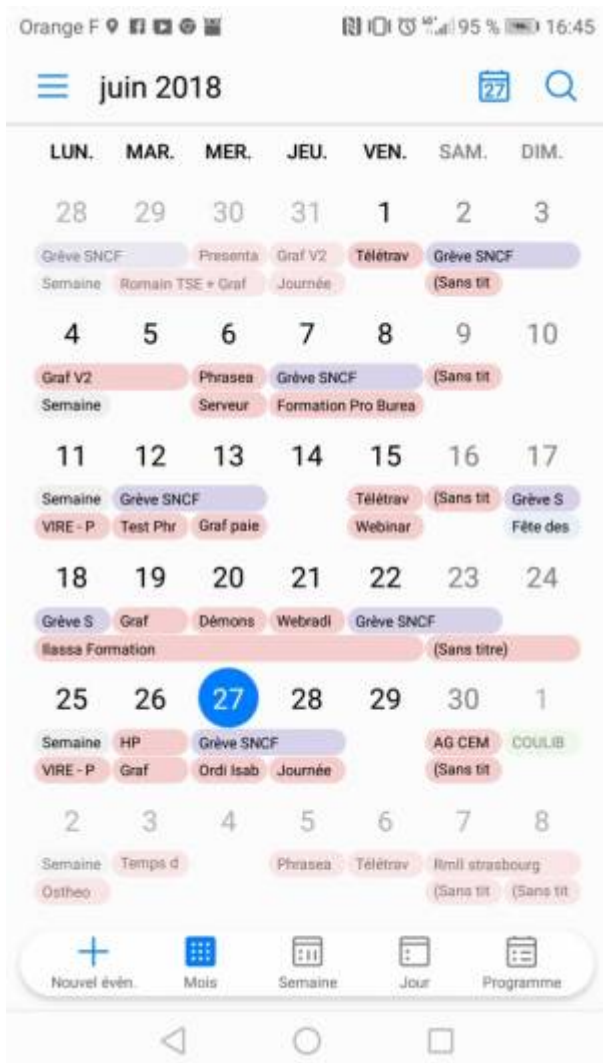 Orange F 95 % 16:45
juin 2018 27
LUN. MAR. MER. JEU. VEN. SAM. DIM.
28 29 30 31 1 2 3
Grève SNCF Presenta Graf V2 Télétrav Grève SNCF
Semaine Romain TSE + Graf Journée (Sans tit
4 5 6 7 8 9 10
Graf V2 Phrasea Grève SNCF (Sans tit
Semaine Serveur Formation Pro Burea
11 12 13 14 15 16 17
Semaine Grève SNCF Télétrav (Sans tit Grève S
VIRE - P Test Phr Graf paie Webinar Fête des
18 19 20 21 22 23 24
Grève S Graf Démons Webradi Grève SNCF
Ilassa Formation (Sans titre)
25 26 27 28 29 30 1
Semaine HP Grève SNCF AG CEM COULIB
VIRE - P Graf Ordi Isab Journée (Sans tit
2 3 4 5 6 7 8
Semaine Temps d Phrasea Télétrav Rmll strasbourg
Ostheo (Sans tit (Sans tit
Nouvel évén. Mois Semaine Jour Programme